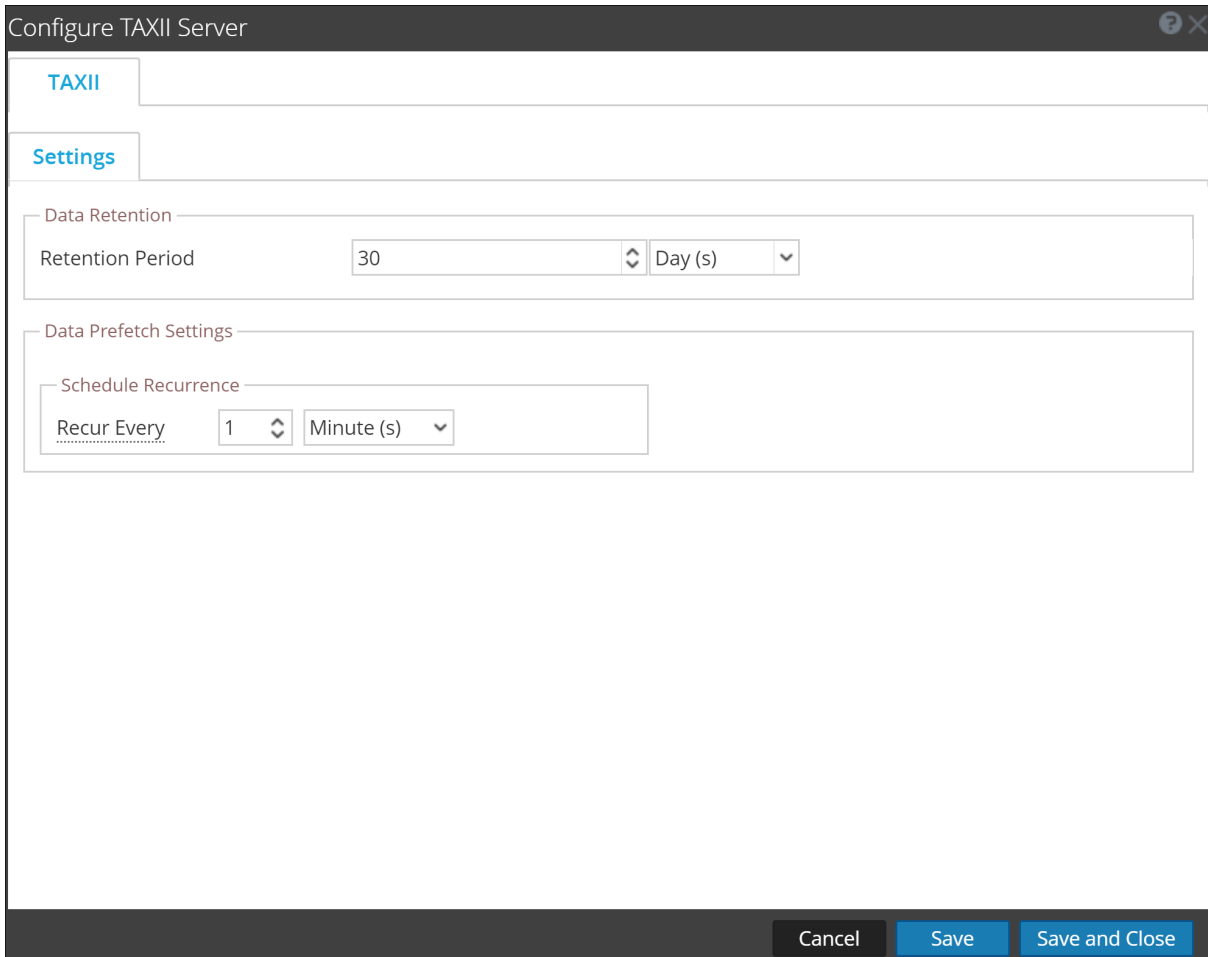 Configure TAXII Server
TAXII
Settings
Data Retention
Retention Period 30 Day (s)
Data Prefetch Settings
Schedule Recurrence
Recur Every 1 Minute (s)
Cancel Save Save and Close